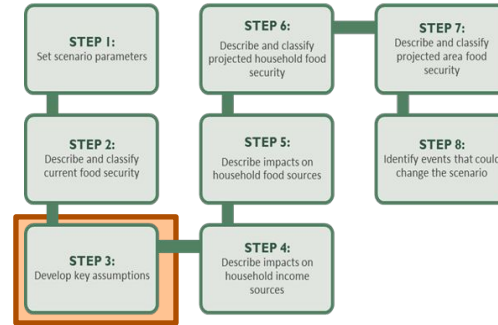 STEP 1:
Set scenario parameters
STEP 2:
Describe and classify
current food security
STEP 3:
Develop key assumptions
STEP 4:
Describe impacts on
household income
sources
STEP 5:
Describe impacts on
household food sources
STEP 6:
Describe and classify
projected household food
security
STEP 7:
Describe and classify
projected area food
security
STEP 8:
Identify events that could
change the scenario